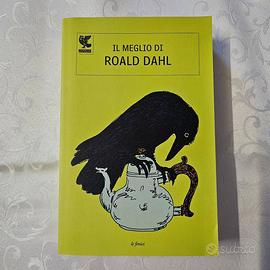 IL MEGLIO DI
ROALD DAHL
le fenici
subito